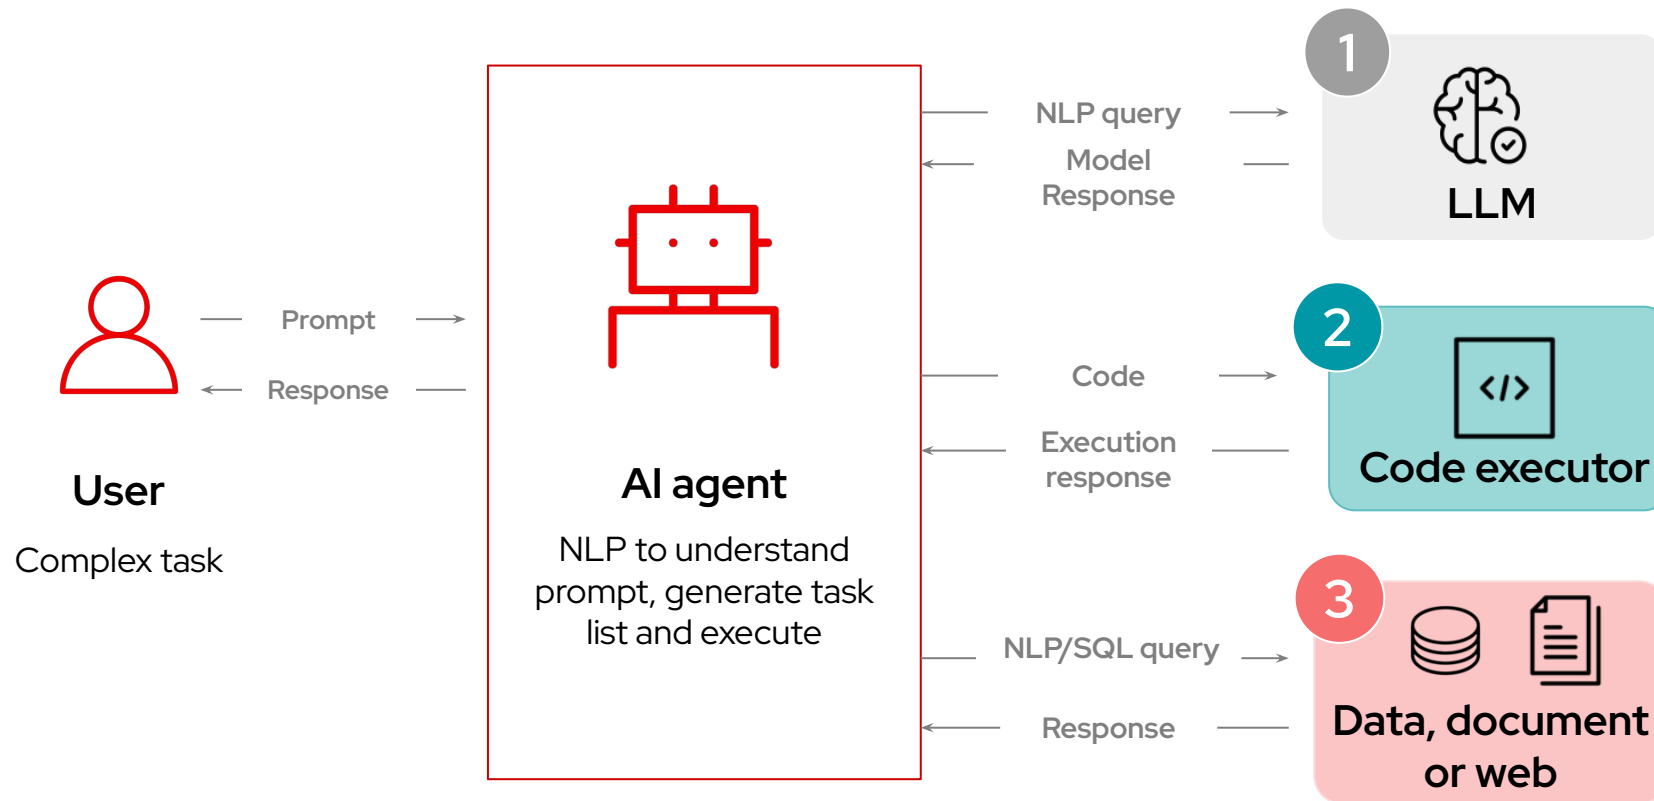 User
Complex task
Prompt
Response
AI agent
NLP to understand
prompt, generate task
list and execute
NLP query
Model
Response
1
LLM
Code
Execution
response
2
</>
Code executor
NLP/SQL query
Response
3
Data, document
or web